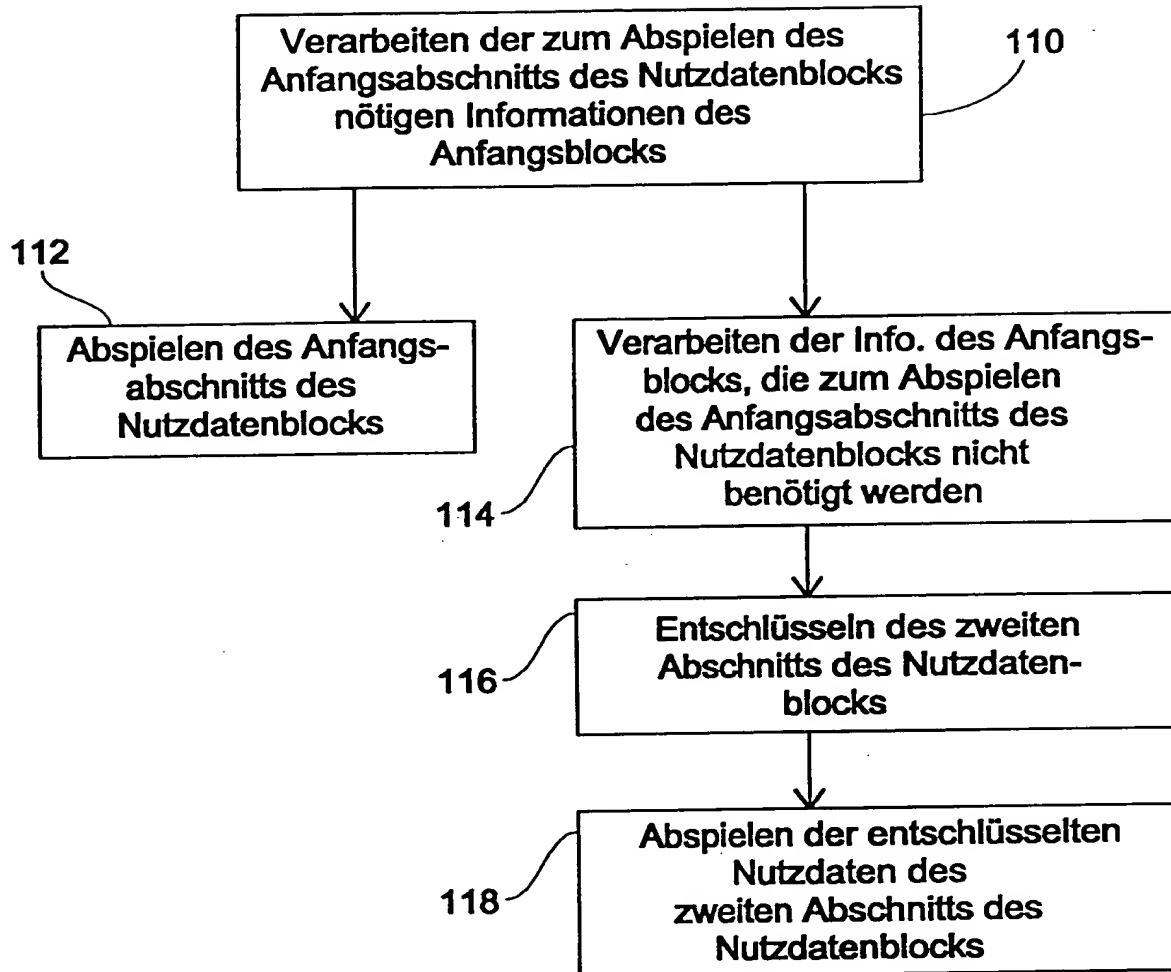 Verarbeiten der zum Abspielen des
Anfangsabschnitts des Nutzdatenblocks
nötigen Informationen des
Anfangsblocks
110
112
Abspielen des Anfangs-
abschnitts des
Nutzdatenblocks
Verarbeiten der Info. des Anfangs-
blocks, die zum Abspielen
des Anfangsabschnitts des
Nutzdatenblocks nicht
benötigt werden
114
Entschlüsseln des zweiten
Abschnitts des Nutzdaten-
blocks
116
Abspielen der entschlüsselten
Nutzdaten des
zweiten Abschnitts des
Nutzdatenblocks
118